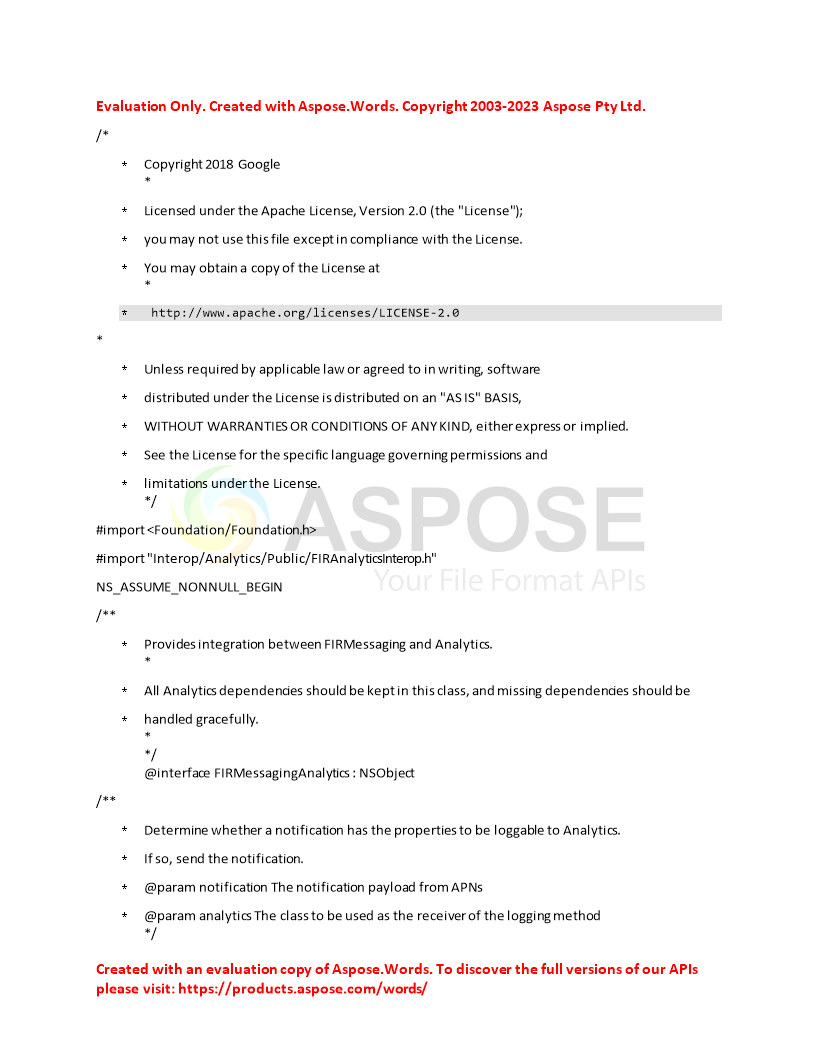 Evaluation Only. Created with Aspose.Words. Copyright 2003-2023 Aspose Pty Ltd.
/*
* Copyright 2018 Google
*
* Licensed under the Apache License, Version 2.0 (the "License");
* you may not use this file except in compliance with the License.
* You may obtain a copy of the License at
*
* http://www.apache.org/licenses/LICENSE-2.0
*
* Unless required by applicable law or agreed to in writing, software
* distributed under the License is distributed on an "AS IS" BASIS,
* WITHOUT WARRANTIES OR CONDITIONS OF ANY KIND, either express or implied.
* See the License for the specific language governing permissions and
* limitations under the License.
*/
ASPOSE
#import <Foundation/Foundation.h>
#import "Interop/Analytics/Public/FIRAnalyticsInterop.h"
Your File Format APIs
NS_ASSUME_NONNULL_BEGIN
/**
* Provides integration between FIRMessaging and Analytics.
*
* All Analytics dependencies should be kept in this class, and missing dependencies should be
* handled gracefully.
*
*/
@interface FIRMessagingAnalytics : NSObject
/**
* Determine whether a notification has the properties to be loggable to Analytics.
* If so, send the notification.
* @param notification The notification payload from APNs
* @param analytics The class to be used as the receiver of the logging method
*/
Created with an evaluation copy of Aspose.Words. To discover the full versions of our APIs
please visit: https://products.aspose.com/words/